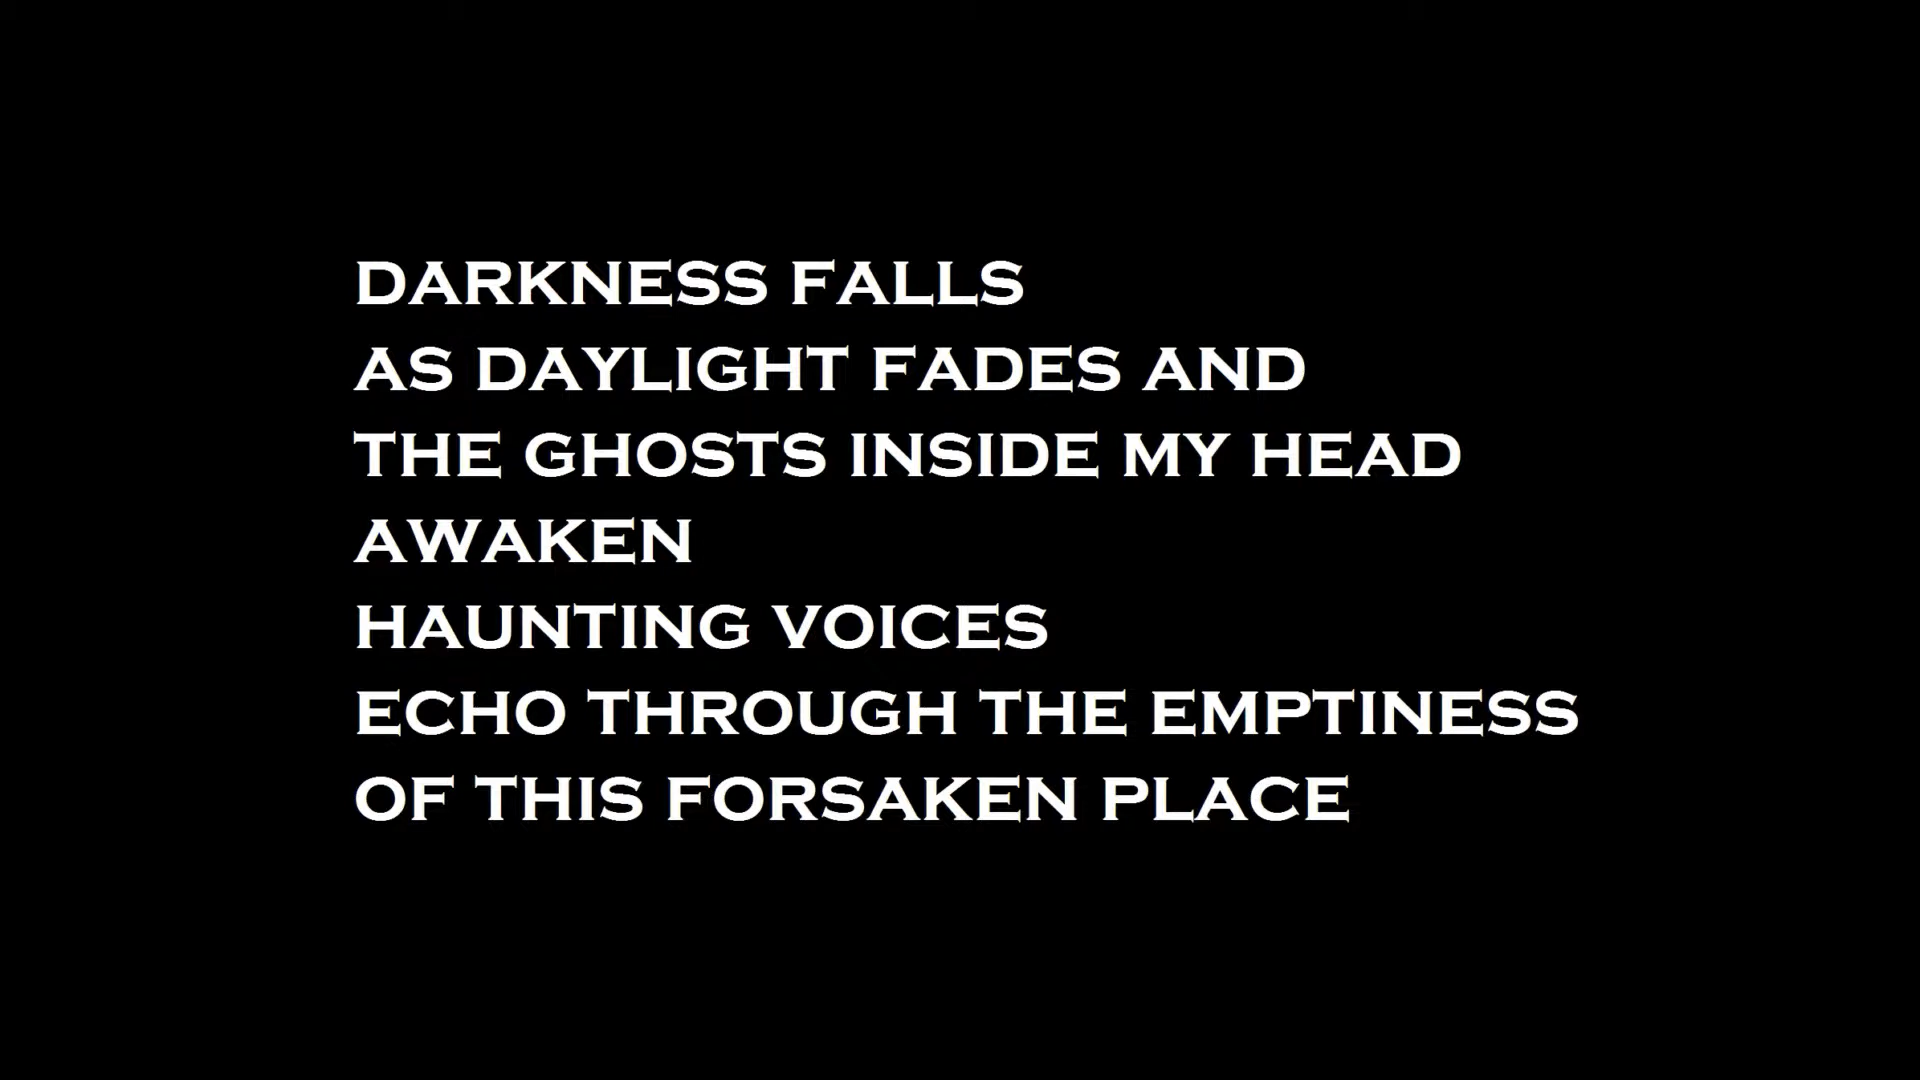 DARKNESS FALLS
AS DAYLIGHT FADES AND
THE GHOSTS INSIDE MY HEAD
AWAKEN
HAUNTING VOICES
ECHO THROUGH THE EMPTINESS
OF THIS FORSAKEN PLACE